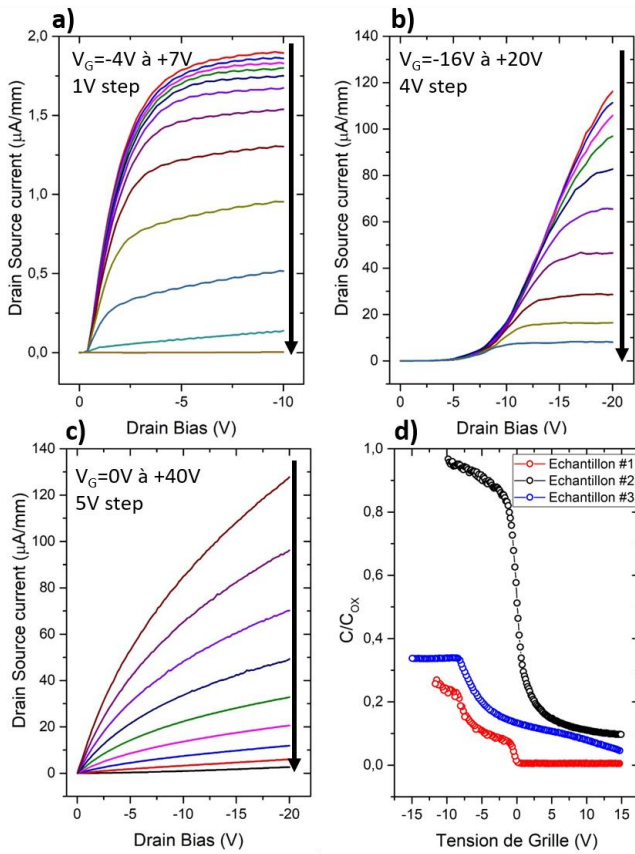 a)
V_G=-4V à +7V
1V step
2,0
1,5
1,0
0,5
0,0
Drain Source current (µA/mm)
0
-5
-10
Drain Bias (V)
b)
V_G=-16V à +20V
4V step
140
120
100
80
60
40
20
0
Drain Source current (µA/mm)
0
-5
-10
-15
-20
Drain Bias (V)
c)
V_G=0V à +40V
5V step
140
120
100
80
60
40
20
0
Drain Source current (µA/mm)
0
-5
-10
-15
-20
Drain Bias (V)
d)
Echantillon #1
Echantillon #2
Echantillon #3
1,0
0,8
0,6
0,4
0,2
0,0
C/C_OX
-15
-10
-5
0
5
10
15
Tension de Grille (V)